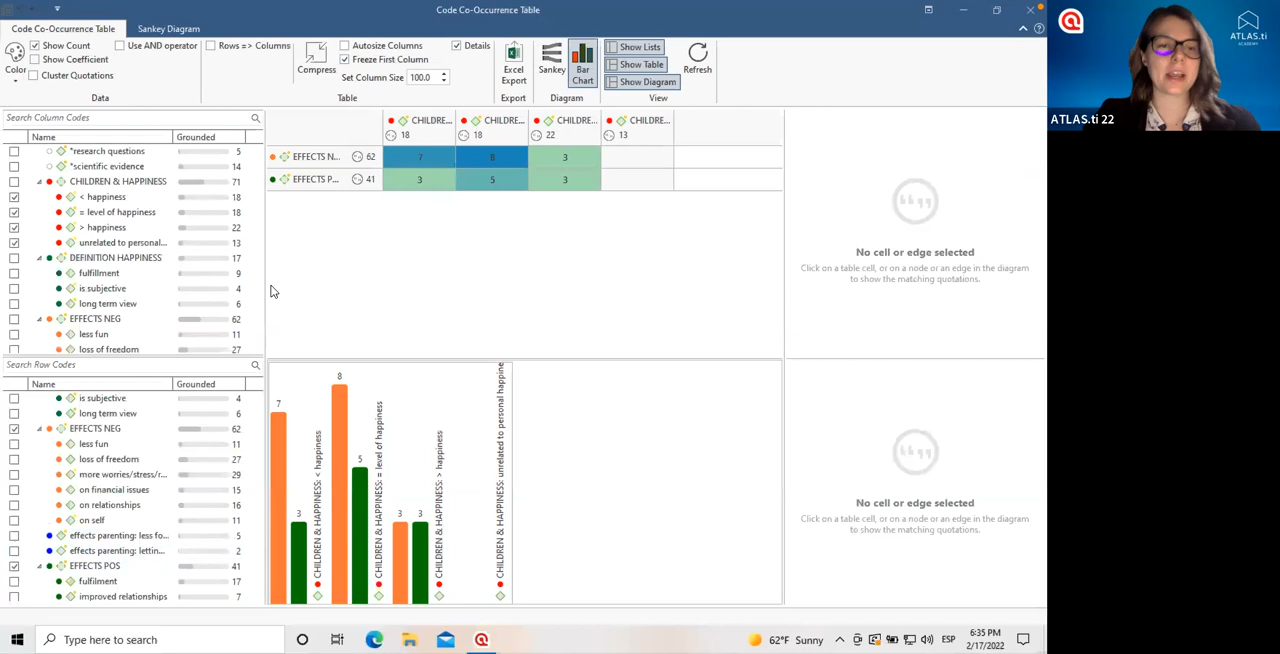 Code Co-Occurrence Table
Code Co-Occurrence Table
Sankey Diagram
Color
Show Count
Use AND operator
Show Coefficient
Cluster Quotations
Data
Rows => Columns
Compress
Autosize Columns
Freeze First Column
Set Column Size 100.0
Details
Table
Excel Export
Export
Sankey
Bar Chart
Diagram
Show Lists
Show Table
Show Diagram
View
Refresh
Search Column Codes
Name Grounded
*research questions 5
*scientific evidence 14
CHILDREN & HAPPINESS 71
< happiness 18
= level of happiness 18
> happiness 22
unrelated to personal... 13
DEFINITION HAPPINESS 17
fulfillment 9
is subjective 4
long term view 6
EFFECTS NEG 62
less fun 11
loss of freedom 27
Search Row Codes
Name Grounded
is subjective 4
long term view 6
EFFECTS NEG 62
less fun 11
loss of freedom 27
more worries/stress/r... 29
on financial issues 15
on relationships 16
on self 11
effects parenting: less fo... 5
effects parenting: lettin... 2
EFFECTS POS 41
fulfilment 17
improved relationships 7
CHILDRE... CHILDRE... CHILDRE... CHILDRE...
18 18 22 13
EFFECTS N... 62 7 8 3
EFFECTS P... 41 3 5 3
7
3
CHILDREN & HAPPINESS: < happiness
8
5
CHILDREN & HAPPINESS: = level of happiness
3
3
CHILDREN & HAPPINESS: > happiness
CHILDREN & HAPPINESS: unrelated to personal happine
No cell or edge selected
Click on a table cell, or on a node or an edge in the diagram
to show the matching quotations.
No cell or edge selected
Click on a table cell, or on a node or an edge in the diagram
to show the matching quotations.
ATLAS.ti
ACADEMY
ATLAS.ti 22
Type here to search
62°F Sunny
ESP
6:35 PM
2/17/2022